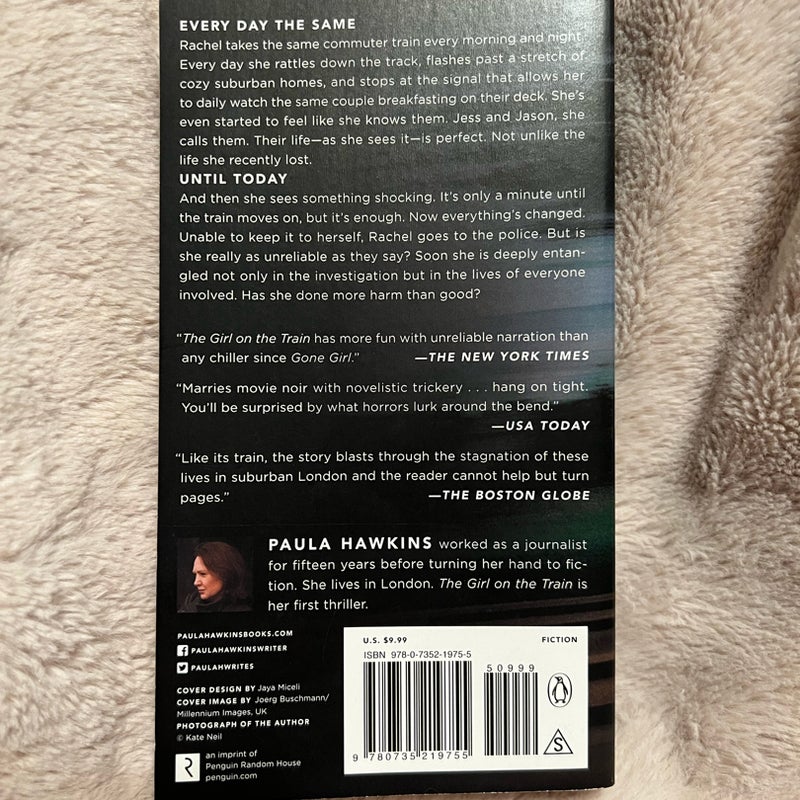 EVERY DAY THE SAME
Rachel takes the same commuter train every morning and night.
Every day she rattles down the track, flashes past a stretch of
cozy suburban homes, and stops at the signal that allows her
to daily watch the same couple breakfasting on their deck. She's
even started to feel like she knows them. Jess and Jason, she
calls them. Their life—as she sees it—is perfect. Not unlike the
life she recently lost.
UNTIL TODAY
And then she sees something shocking. It's only a minute until
the train moves on, but it's enough. Now everything's changed.
Unable to keep it to herself, Rachel goes to the police. But is
she really as unreliable as they say? Soon she is deeply entan-
gled not only in the investigation but in the lives of everyone
involved. Has she done more harm than good?
“The Girl on the Train has more fun with unreliable narration than
any chiller since Gone Girl.” —THE NEW YORK TIMES
“Marries movie noir with novelistic trickery . . . hang on tight.
You'll be surprised by what horrors lurk around the bend.”
—USA TODAY
“Like its train, the story blasts through the stagnation of these
lives in suburban London and the reader cannot help but turn
pages.” —THE BOSTON GLOBE
PAULA HAWKINS worked as a journalist
for fifteen years before turning her hand to fic-
tion. She lives in London. The Girl on the Train is
her first thriller.
PAULAHAWKINSBOOKS.COM
PAULAHAWKINSWRITER
PAULAHWRITES
COVER DESIGN BY Jaya Miceli
COVER IMAGE BY Joerg Buschmann/
Millennium Images, UK
PHOTOGRAPH OF THE AUTHOR
© Kate Neil
R
an imprint of
Penguin Random House
penguin.com
U.S. $9.99 FICTION
ISBN 978-0-7352-1975-5
50999
9 780735 219755
S